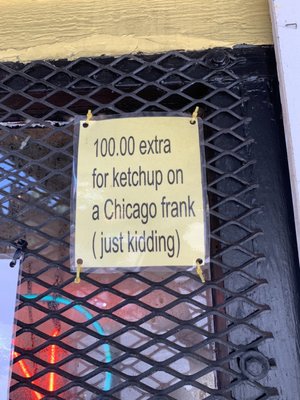 100.00 extra
for ketchup on
a Chicago frank
( just kidding)